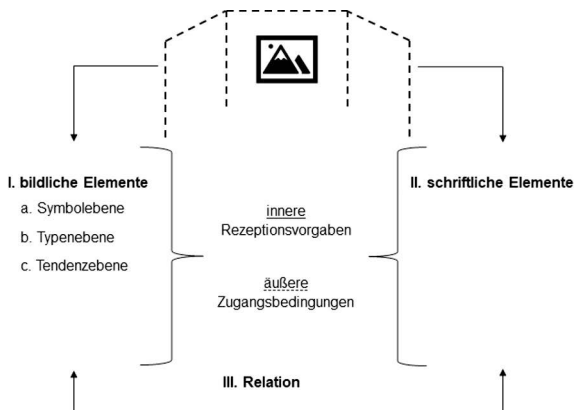 I. bildliche Elemente
a. Symbolebene
b. Typenebene
c. Tendenzebene
innere
Rezeptionsvorgaben
äußere
Zugangsbedingungen
II. schriftliche Elemente
III. Relation